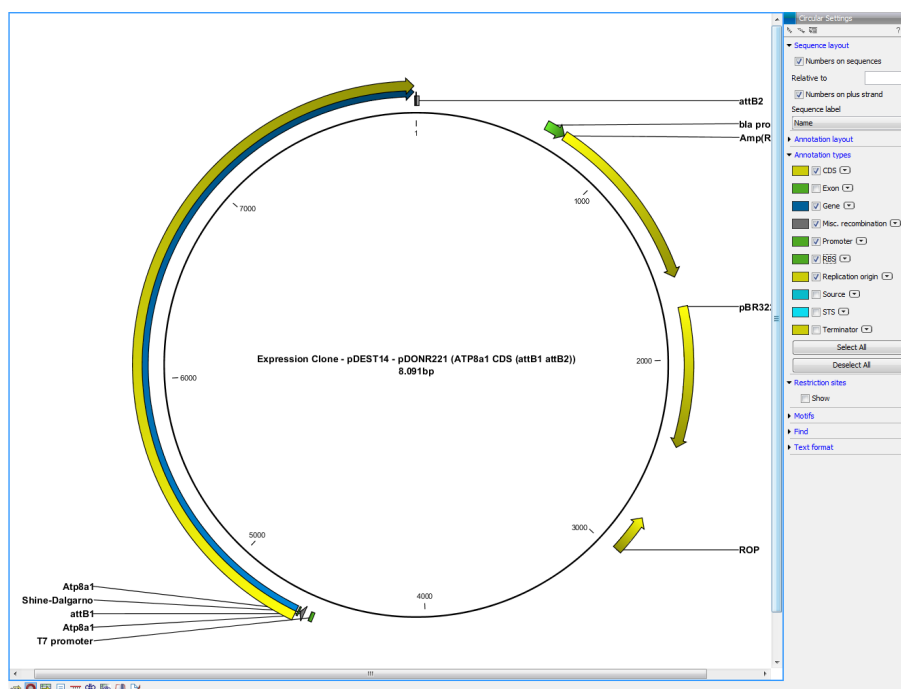 Circular Settings
?
Sequence layout
Numbers on sequences
Relative to
Numbers on plus strand
Sequence label
Name
Annotation layout
Annotation types
CDS
Exon
Gene
Misc. recombination
Promoter
RBS
Replication origin
Source
STS
Terminator
Select All
Deselect All
Restriction sites
Show
Motifs
Find
Text format
attB2
bla pro
Amp(R
1
1000
7000
pBR322
Expression Clone - pDEST14 - pDONR221 (ATP8a1 CDS (attB1 attB2))
8.091bp
2000
6000
3000
5000
ROP
4000
Atp8a1
Shine-Dalgarno
attB1
Atp8a1
T7 promoter